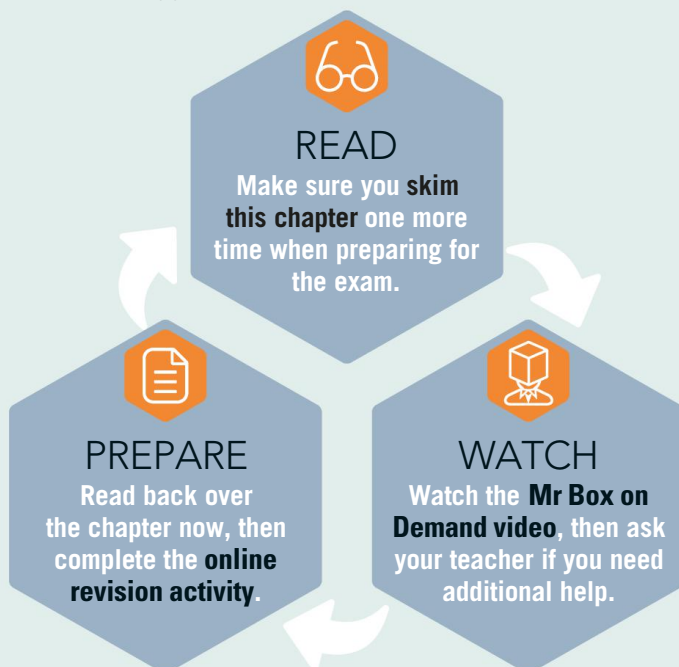 READ
Make sure you skim
this chapter one more
time when preparing for
the exam.
PREPARE
Read back over
the chapter now, then
complete the online
revision activity.
WATCH
Watch the Mr Box on
Demand video, then ask
your teacher if you need
additional help.